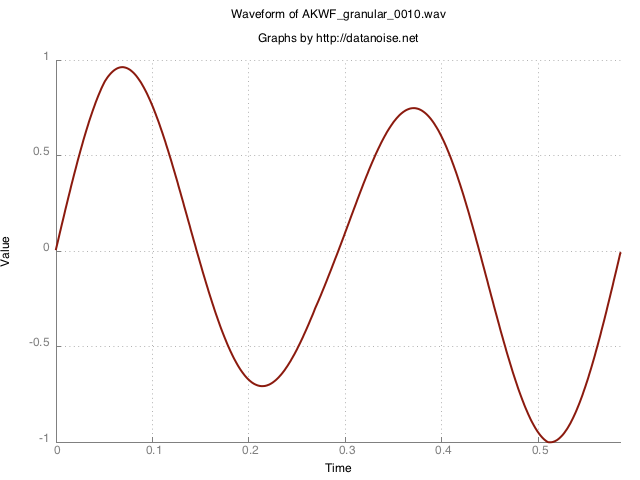 Waveform of AKWF_granular_0010.wav
Graphs by http://datanoise.net
1
0.5
0
-0.5
-1
Value
0 0.1 0.2 0.3 0.4 0.5
Time